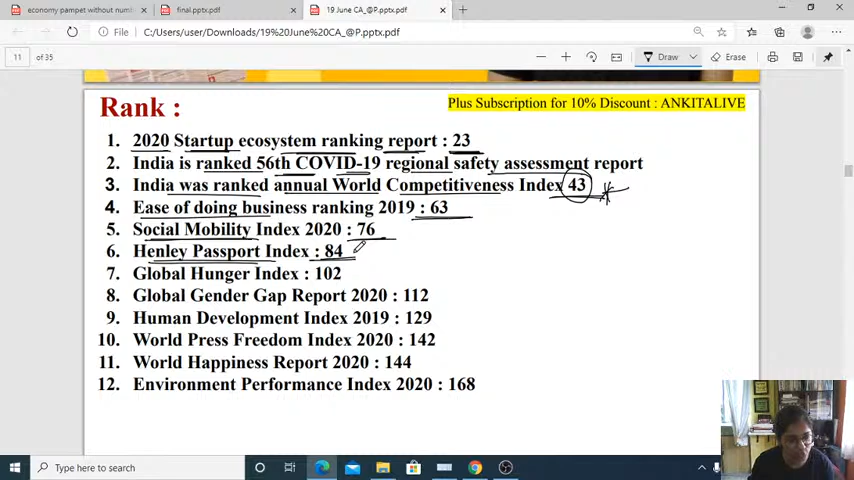 economy pampet without num
final.pptx.pdf
19 June CA_@P.pptx.pdf
File
C:/Users/user/Downloads/19%20June%20CA_@P.pptx.pdf
11 of 35
Draw
Erase
Rank :
Plus Subscription for 10% Discount : ANKITALIVE
1. 2020 Startup ecosystem ranking report : 23
2. India is ranked 56th COVID-19 regional safety assessment report
3. India was ranked annual World Competitiveness Index 43
4. Ease of doing business ranking 2019 : 63
5. Social Mobility Index 2020 : 76
6. Henley Passport Index : 84
7. Global Hunger Index : 102
8. Global Gender Gap Report 2020 : 112
9. Human Development Index 2019 : 129
10. World Press Freedom Index 2020 : 142
11. World Happiness Report 2020 : 144
12. Environment Performance Index 2020 : 168
Type here to search